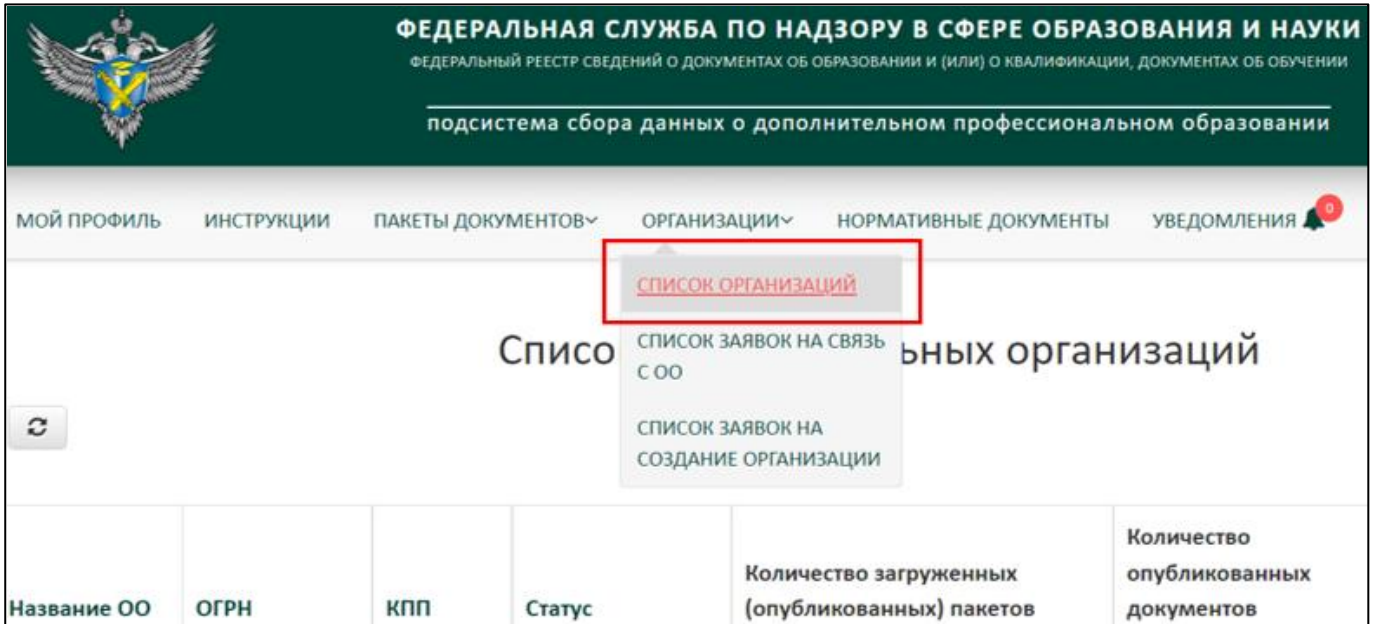 ФЕДЕРАЛЬНАЯ СЛУЖБА ПО НАДЗОРУ В СФЕРЕ ОБРАЗОВАНИЯ И НАУКИ
ФЕДЕРАЛЬНЫЙ РЕЕСТР СВЕДЕНИЙ О ДОКУМЕНТАХ ОБ ОБРАЗОВАНИИ И (ИЛИ) О КВАЛИФИКАЦИИ, ДОКУМЕНТАХ ОБ ОБУЧЕНИИ
подсистема сбора данных о дополнительном профессиональном образовании
МОЙ ПРОФИЛЬ ИНСТРУКЦИИ ПАКЕТЫ ДОКУМЕНТОВ ОРГАНИЗАЦИИ НОРМАТИВНЫЕ ДОКУМЕНТЫ УВЕДОМЛЕНИЯ 0
СПИСОК ОРГАНИЗАЦИЙ
СПИСОК ЗАЯВОК НА СВЯЗЬ
С ОО
СПИСОК ЗАЯВОК НА
СОЗДАНИЕ ОРГАНИЗАЦИИ
Списо ьных организаций
Название ОО ОГРН КПП Статус
Количество загруженных
(опубликованных) пакетов
Количество
опубликованных
документов